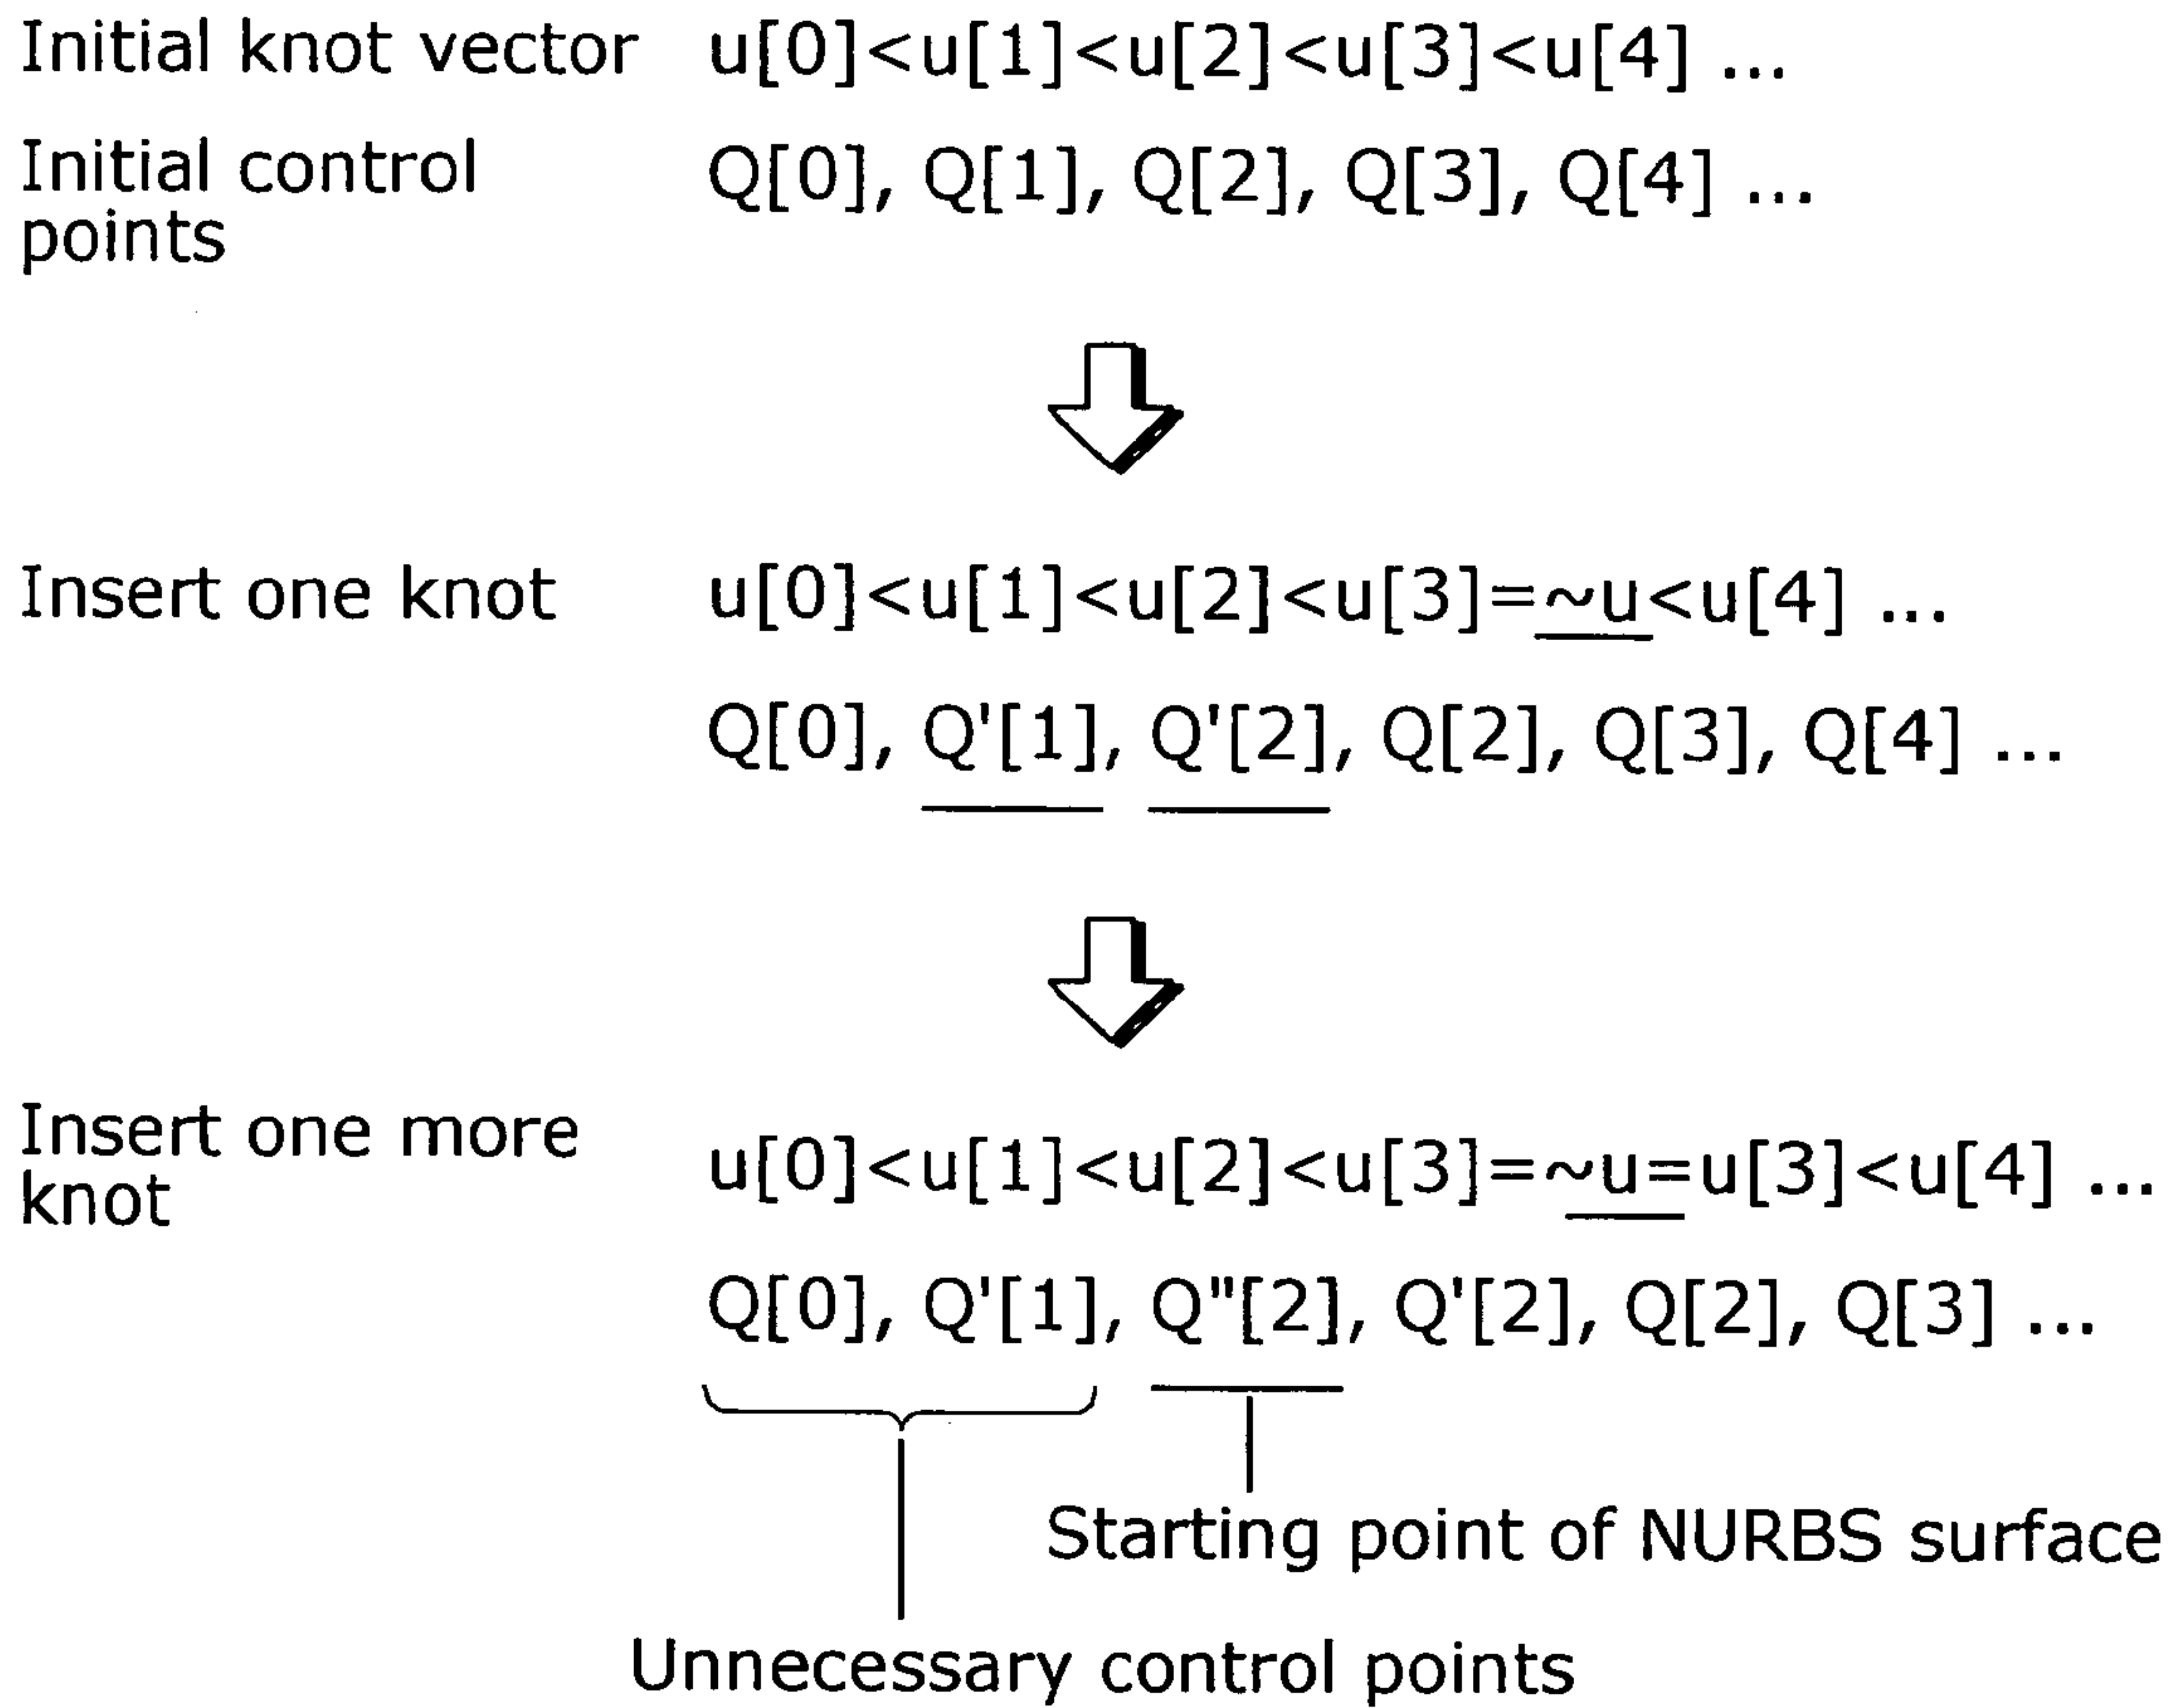 Initial knot vector u[0]<u[1]<u[2]<u[3]<u[4] ...
Initial control points Q[0], Q[1], Q[2], Q[3], Q[4] ...
Insert one knot u[0]<u[1]<u[2]<u[3]=~u<u[4] ...
Q[0], Q'[1], Q'[2], Q[2], Q[3], Q[4] ...
Insert one more knot u[0]<u[1]<u[2]<u[3]=~u=u[3]<u[4] ...
Q[0], Q'[1], Q"[2], Q'[2], Q[2], Q[3] ...
Starting point of NURBS surface
Unnecessary control points